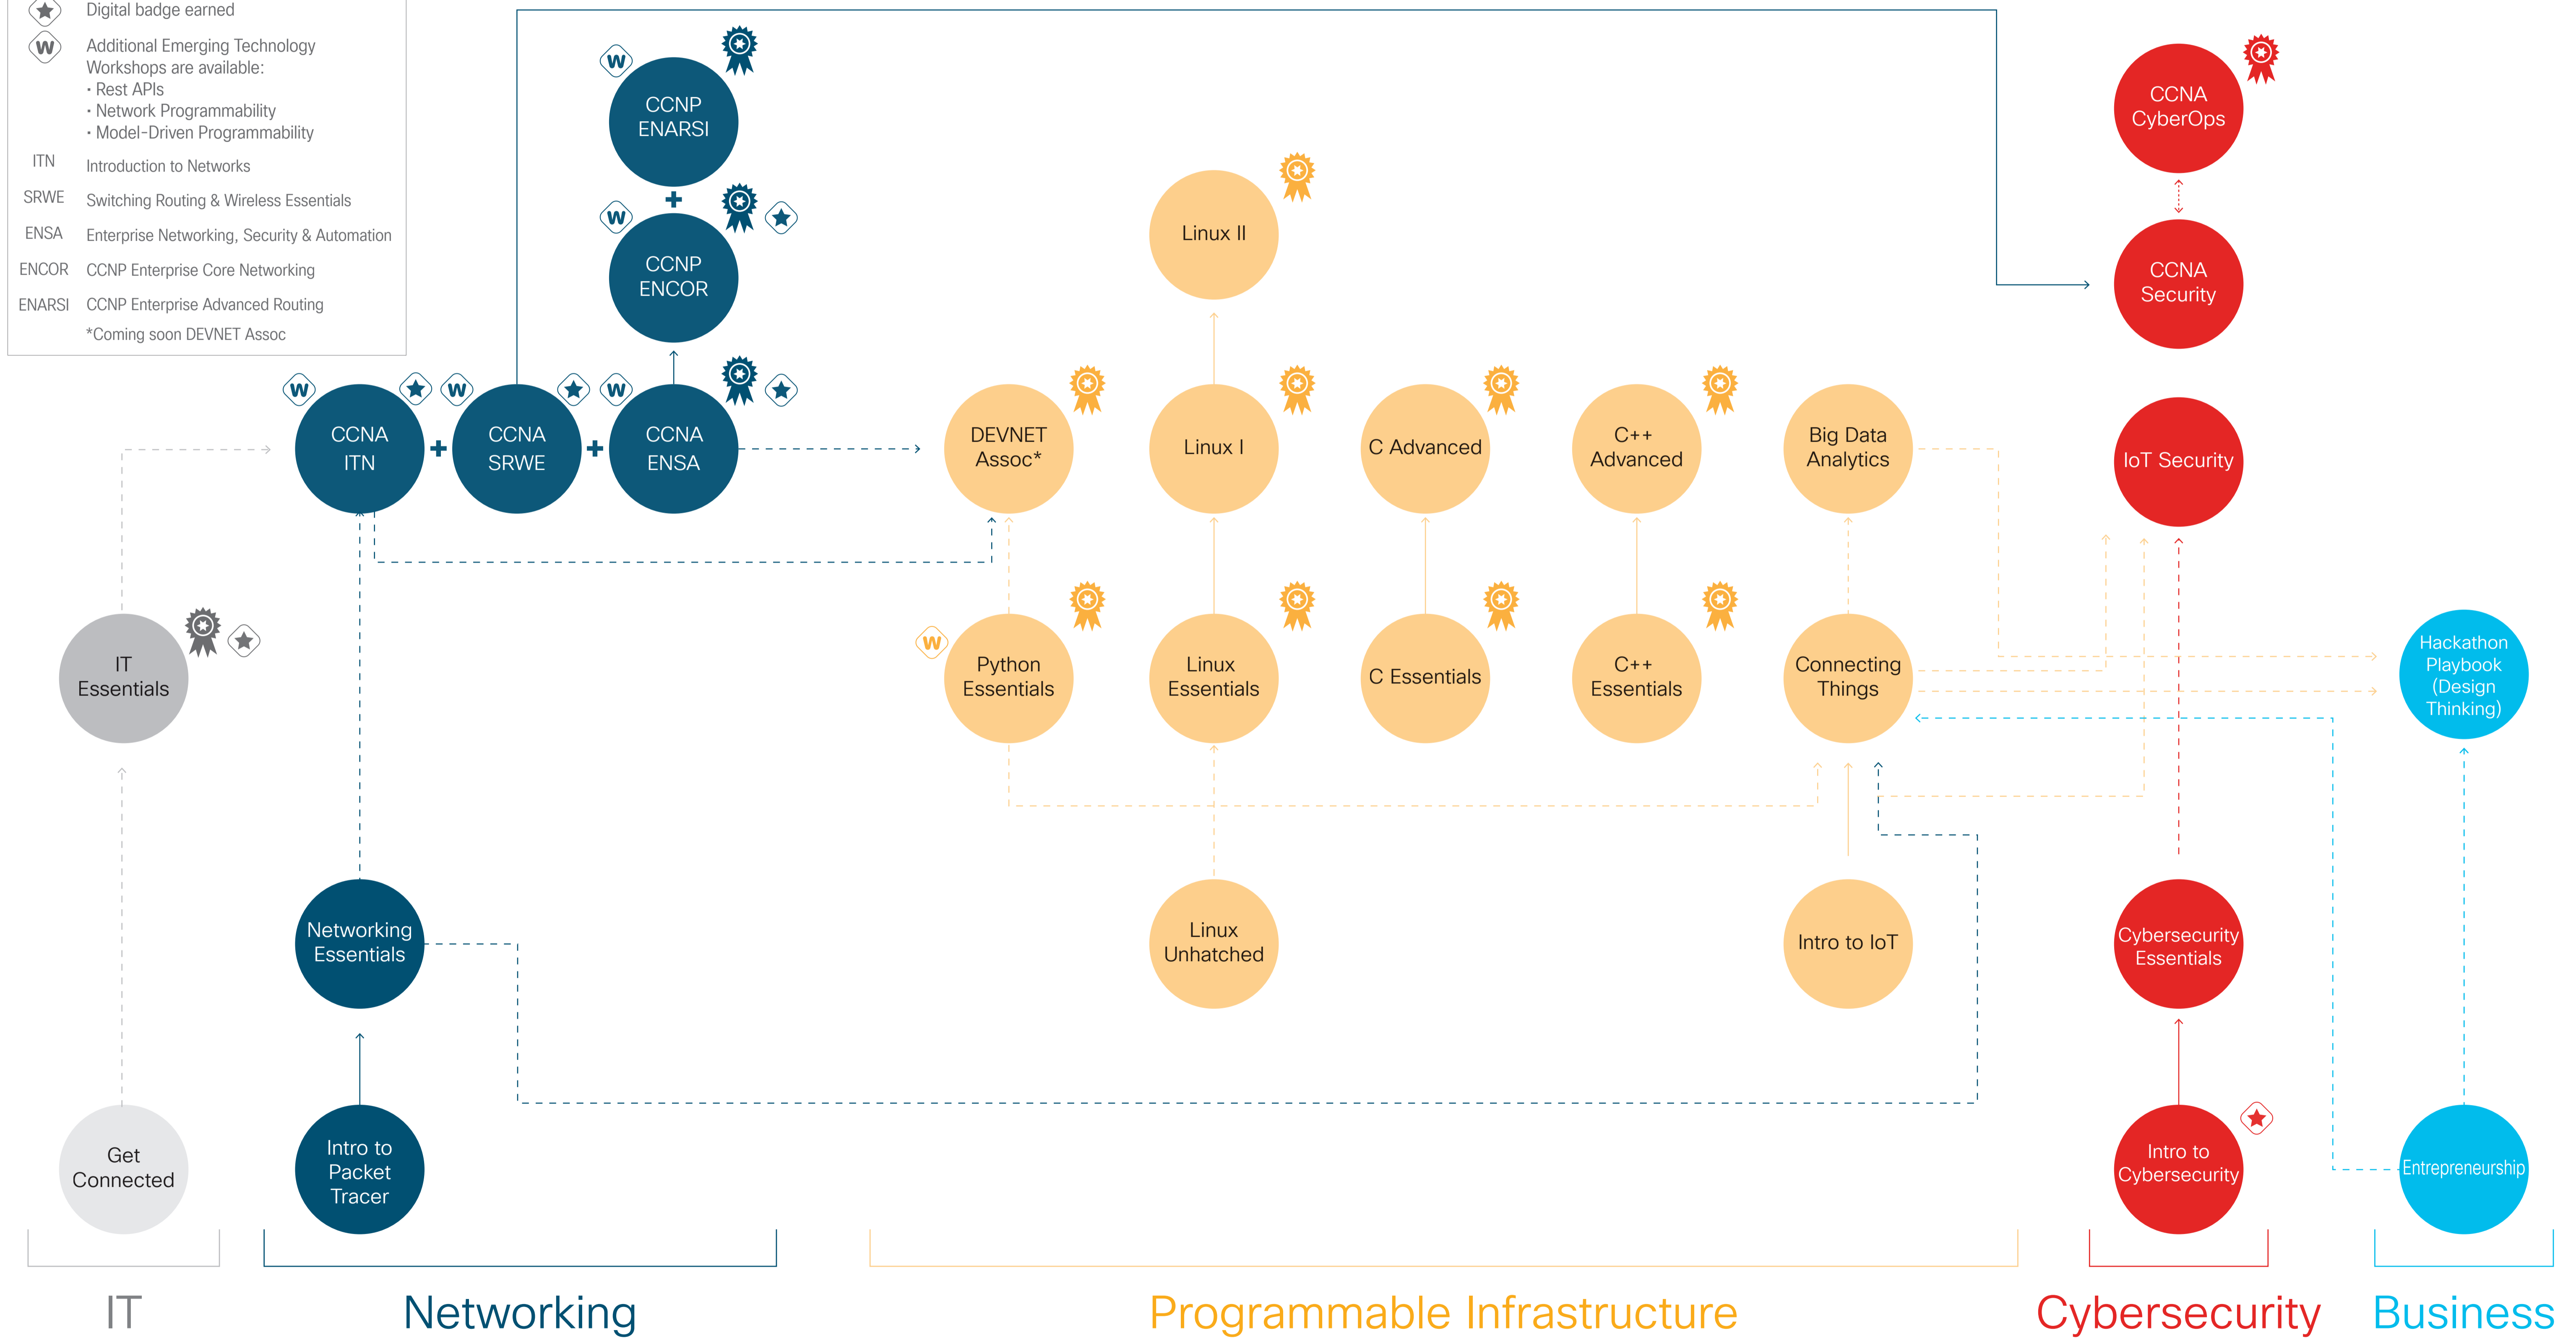 Digital badge earned
W
Additional Emerging Technology
Workshops are available:
· Rest APIs
· Network Programmability
· Model-Driven Programmability
ITN Introduction to Networks
SRWE Switching Routing & Wireless Essentials
ENSA Enterprise Networking, Security & Automation
ENCOR CCNP Enterprise Core Networking
ENARSI CCNP Enterprise Advanced Routing
*Coming soon DEVNET Assoc
W
CCNP
ENARSI
+
W
CCNP
ENCOR
W
CCNA
ITN
+
W
CCNA
SRWE
+
W
CCNA
ENSA
DEVNET
Assoc*
Linux II
Linux I
C Advanced
C++
Advanced
Big Data
Analytics
CCNA
CyberOps
CCNA
Security
IoT Security
IT
Essentials
W
Python
Essentials
Linux
Essentials
C Essentials
C++
Essentials
Connecting
Things
Hackathon
Playbook
(Design
Thinking)
Networking
Essentials
Linux
Unhatched
Intro to IoT
Cybersecurity
Essentials
Get
Connected
Intro to
Packet
Tracer
Intro to
Cybersecurity
Entrepreneurship
IT
Networking
Programmable Infrastructure
Cybersecurity
Business